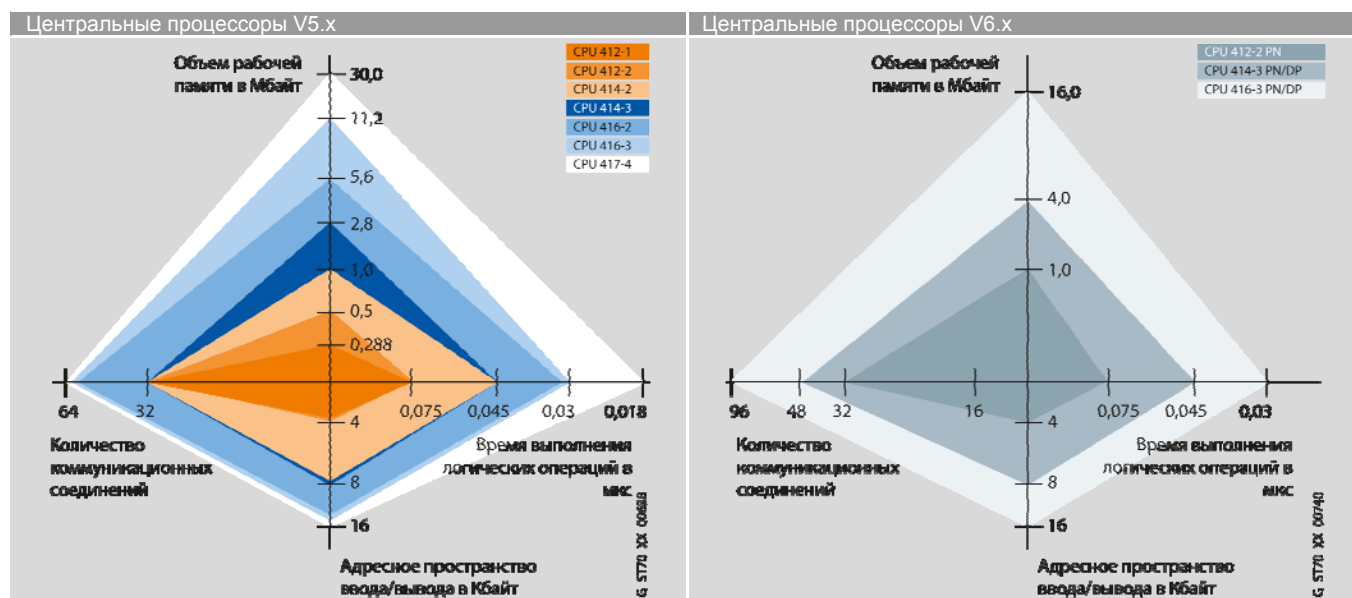 Центральные процессоры V5.x
Объем рабочей
памяти в Мбайт
30,0
11,2
5,6
2,8
1,0
0,5
0,288
CPU 412-1
CPU 412-2
CPU 414-2
CPU 414-3
CPU 416-2
CPU 416-3
CPU 417-4
64
32
0,075
0,045
0,03
0,018
4
8
16
Количество
коммуникационных
соединений
Время выполнения
логических операций в
мкс
Адресное пространство
ввода/вывода в Кбайт
G ST70 XX 00688
Центральные процессоры V6.x
Объем рабочей
памяти в Мбайт
16,0
4,0
1,0
CPU 412-2 PN
CPU 414-3 PN/DP
CPU 416-3 PN/DP
96
48
32
16
0,075
0,045
0,03
4
8
16
Количество
коммуникационных
соединений
Время выполнения
логических операций в
мкс
Адресное пространство
ввода/вывода в Кбайт
G ST70 XX 00740